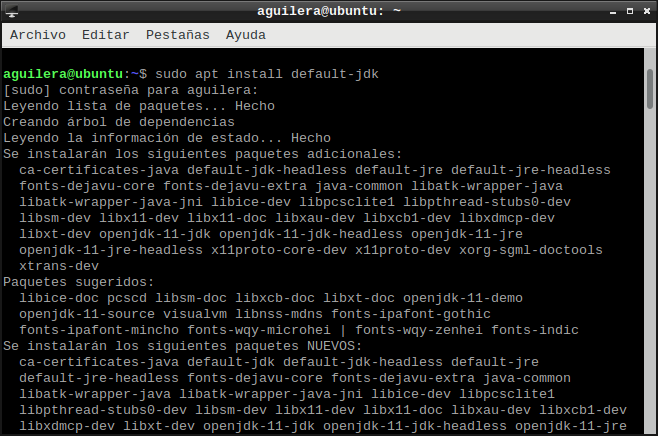 aguilera@ubuntu: ~
Archivo Editar Pestañas Ayuda
aguilera@ubuntu:~$ sudo apt install default-jdk
[sudo] contraseña para aguilera:
Leyendo lista de paquetes... Hecho
Creando árbol de dependencias
Leyendo la información de estado... Hecho
Se instalarán los siguientes paquetes adicionales:
  ca-certificates-java default-jdk-headless default-jre default-jre-headless
  fonts-dejavu-core fonts-dejavu-extra java-common libatk-wrapper-java
  libatk-wrapper-java-jni libice-dev libpcsclite1 libpthread-stubs0-dev
  libsm-dev libx11-dev libx11-doc libxau-dev libxcb1-dev libxdmcp-dev
  libxt-dev openjdk-11-jdk openjdk-11-jdk-headless openjdk-11-jre
  openjdk-11-jre-headless x11proto-core-dev x11proto-dev xorg-sgml-doctools
  xtrans-dev
Paquetes sugeridos:
  libice-doc pcscd libsm-doc libxcb-doc libxt-doc openjdk-11-demo
  openjdk-11-source visualvm libnss-mdns fonts-ipafont-gothic
  fonts-ipafont-mincho fonts-wqy-microhei | fonts-wqy-zenhei fonts-indic
Se instalarán los siguientes paquetes NUEVOS:
  ca-certificates-java default-jdk default-jdk-headless default-jre
  default-jre-headless fonts-dejavu-core fonts-dejavu-extra java-common
  libatk-wrapper-java libatk-wrapper-java-jni libice-dev libpcsclite1
  libpthread-stubs0-dev libsm-dev libx11-dev libx11-doc libxau-dev libxcb1-dev
  libxdmcp-dev libxt-dev openjdk-11-jdk openjdk-11-jdk-headless openjdk-11-jre